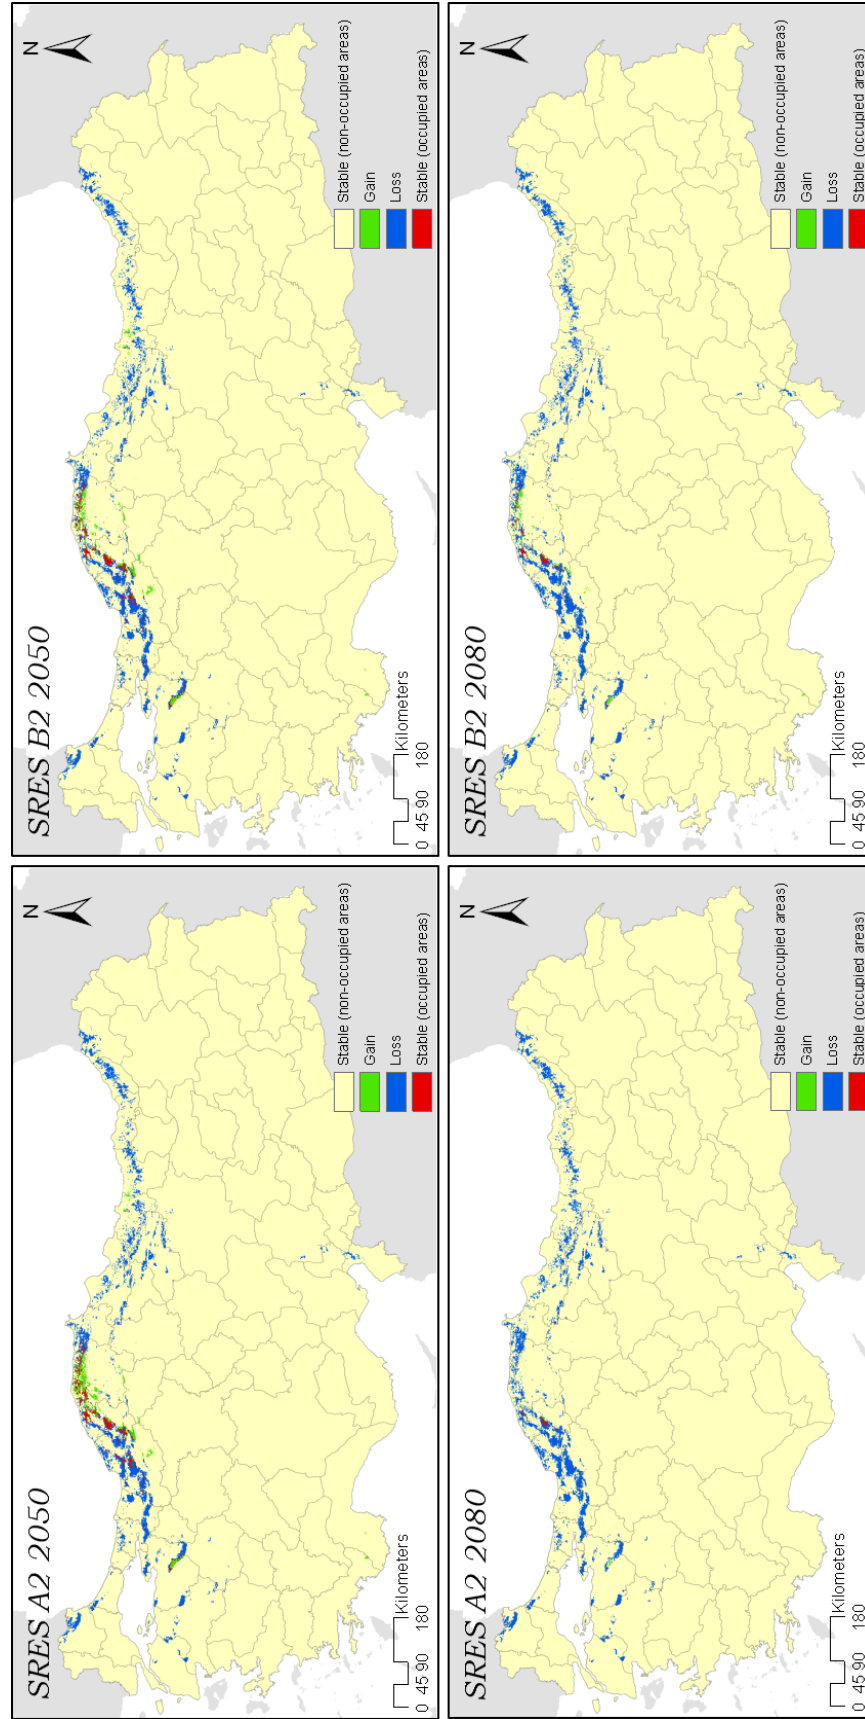 SRES A2 2050
N
Stable (non-occupied areas)
Gain
Loss
Stable (occupied areas)
Kilometers
0 45 90 180
SRES B2 2050
N
Stable (non-occupied areas)
Gain
Loss
Stable (occupied areas)
Kilometers
0 45 90 180
SRES A2 2080
N
Stable (non-occupied areas)
Gain
Loss
Stable (occupied areas)
Kilometers
0 45 90 180
SRES B2 2080
N
Stable (non-occupied areas)
Gain
Loss
Stable (occupied areas)
Kilometers
0 45 90 180